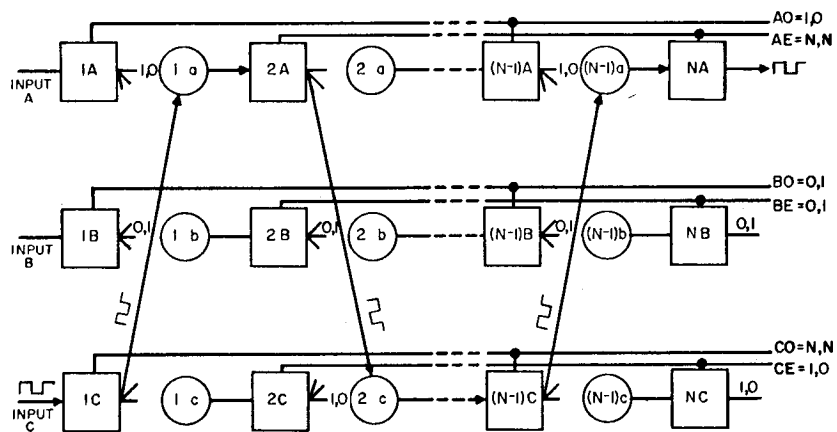 AO=1,0
AE=N,N
1A 1,0 1 a 2A 2 a (N-1)A 1,0 (N-1)a NA
INPUT
A
BO=0,1
BE=0,1
1B 0,1 1 b 2B 0,1 2 b (N-1)B 0,1 (N-1)b NB 0,1
INPUT
B
CO=N,N
CE=1,0
1C 1 c 2C 1,0 2 c (N-1)C (N-1)c NC 1,0
INPUT
C